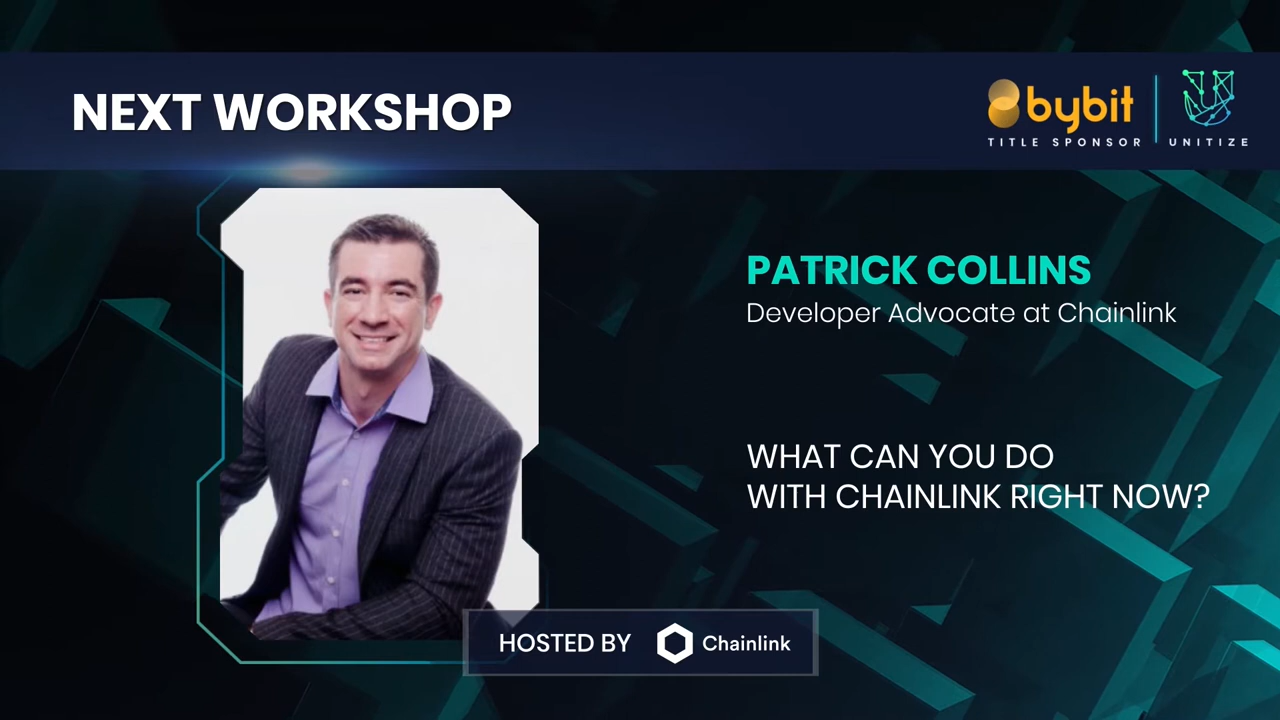 NEXT WORKSHOP
bybit
TITLE SPONSOR
UNITIZE
PATRICK COLLINS
Developer Advocate at Chainlink
WHAT CAN YOU DO
WITH CHAINLINK RIGHT NOW?
HOSTED BY Chainlink